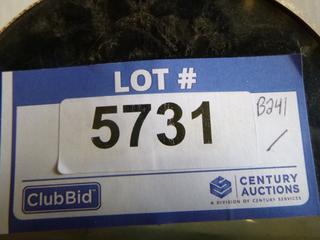 LOT #
5731
B241
ClubBid
CENTURY
AUCTIONS
A DIVISION OF CENTURY SERVICES